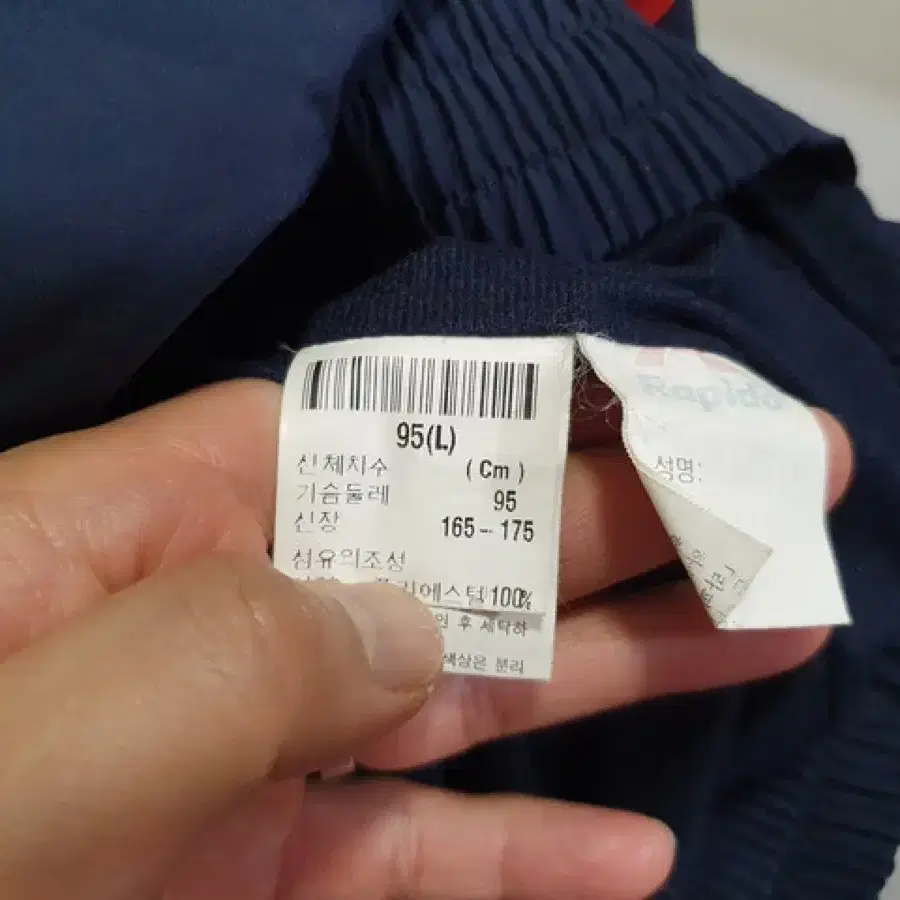 95(L)
신체치수 (Cm)
가슴둘레 95
신장 165-175
섬유의조성
폴리에스텔100%
후 세탁하
색상은 분리
Rapido
성명: